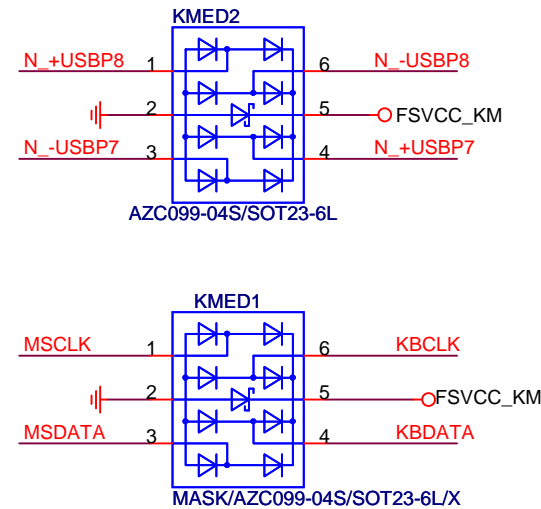 KMED2
N_+USBP8 1 6 N_-USBP8
2 5 FSVCC_KM
N_-USBP7 3 4 N_+USBP7
AZC099-04S/SOT23-6L
KMED1
MSCLK 1 6 KBCLK
2 5 FSVCC_KM
MSDATA 3 4 KBDATA
MASK/AZC099-04S/SOT23-6L/X